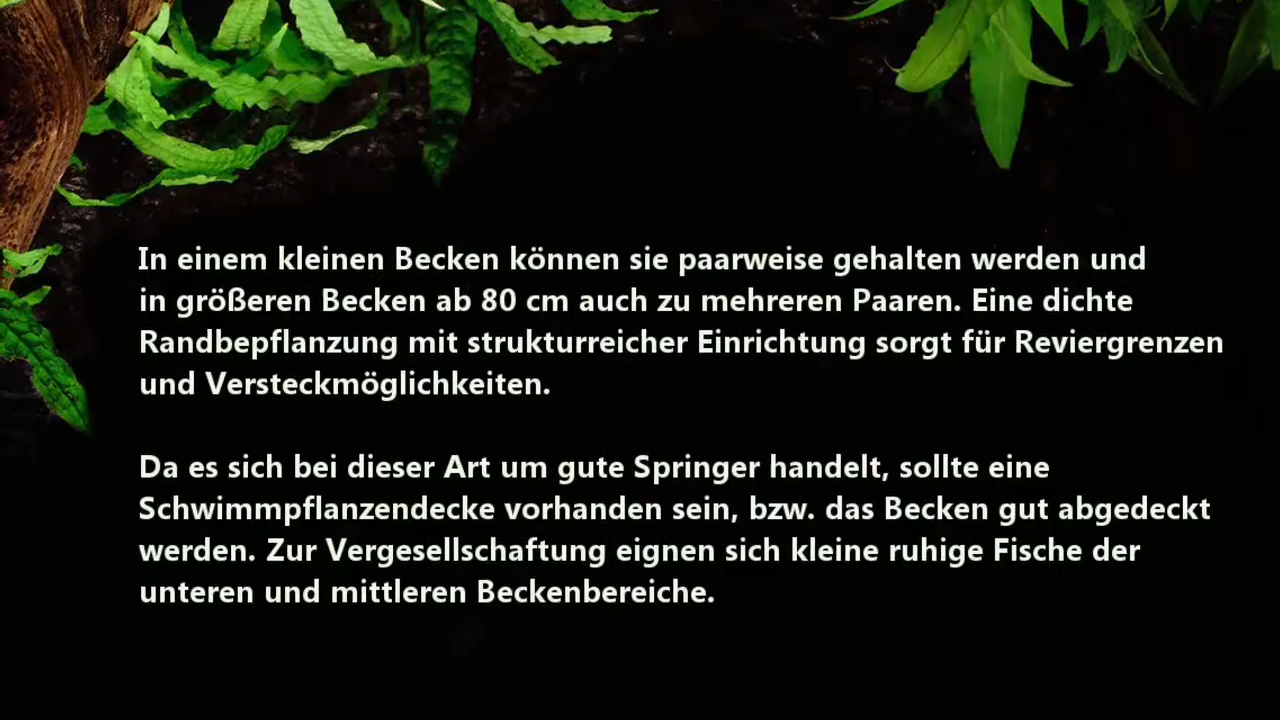 In einem kleinen Becken können sie paarweise gehalten werden und
in größeren Becken ab 80 cm auch zu mehreren Paaren. Eine dichte
Randbepflanzung mit strukturreicher Einrichtung sorgt für Reviergrenzen
und Versteckmöglichkeiten.
Da es sich bei dieser Art um gute Springer handelt, sollte eine
Schwimmpflanzendecke vorhanden sein, bzw. das Becken gut abgedeckt
werden. Zur Vergesellschaftung eignen sich kleine ruhige Fische der
unteren und mittleren Beckenbereiche.